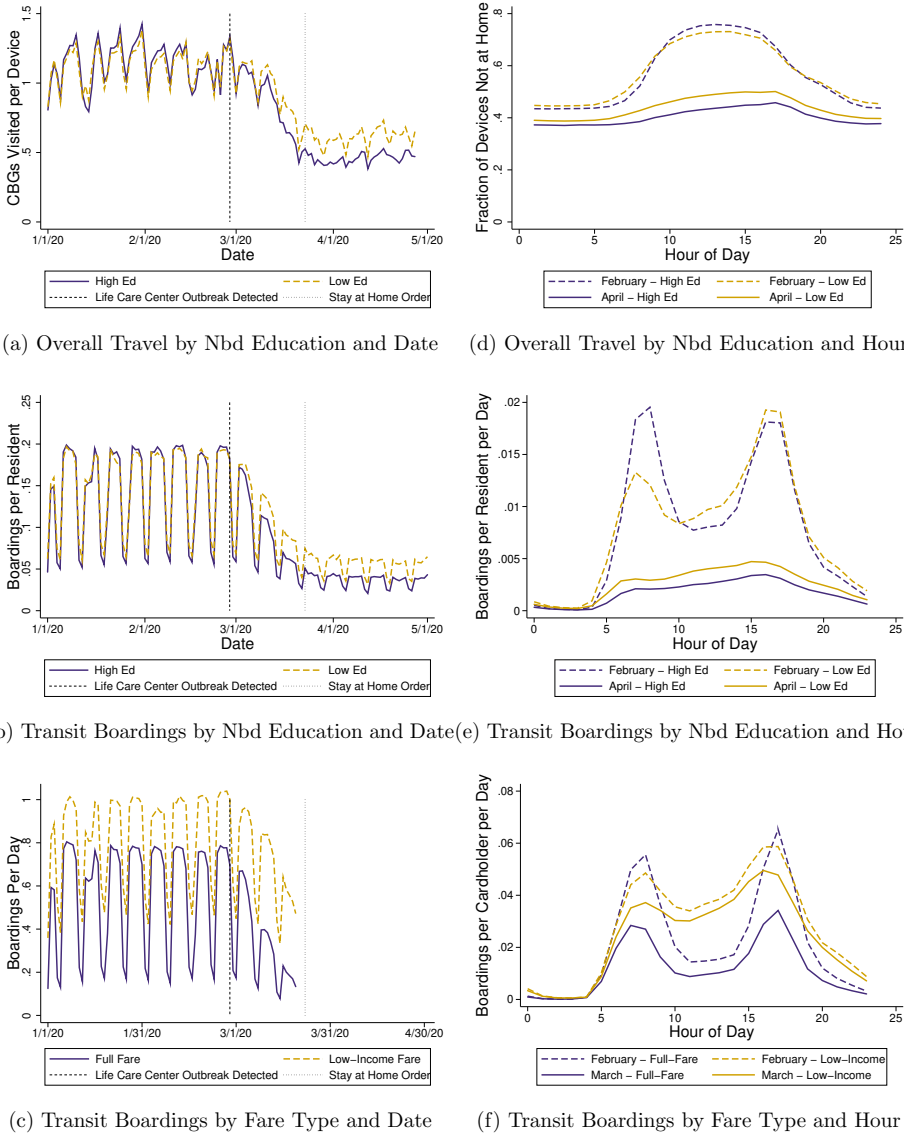 CBGs Visited per Device
0 .5 1 1.5
1/1/20 2/1/20 3/1/20 4/1/20 5/1/20
Date
High Ed Low Ed
Life Care Center Outbreak Detected Stay at Home Order
(a) Overall Travel by Nbd Education and Date
Fraction of Devices Not at Home
0 .2 .4 .6 .8
0 5 10 15 20 25
Hour of Day
February − High Ed February − Low Ed
April − High Ed April − Low Ed
(d) Overall Travel by Nbd Education and Hour
Boardings per Resident
0 .05 .1 .15 .2 .25
1/1/20 2/1/20 3/1/20 4/1/20 5/1/20
Date
High Ed Low Ed
Life Care Center Outbreak Detected Stay at Home Order
) Transit Boardings by Nbd Education and Date
Boardings per Resident per Day
0 .005 .01 .015 .02
0 5 10 15 20 25
Hour of Day
February − High Ed February − Low Ed
April − High Ed April − Low Ed
(e) Transit Boardings by Nbd Education and Ho
Boardings Per Day
0 .2 .4 .6 .8 1
1/1/20 1/31/20 3/1/20 3/31/20 4/30/20
Full Fare Low−Income Fare
Life Care Center Outbreak Detected Stay at Home Order
(c) Transit Boardings by Fare Type and Date
Boardings per Cardholder per Day
0 .02 .04 .06 .08
0 5 10 15 20 25
Hour of Day
February − Full−Fare February − Low−Income
March − Full−Fare March − Low−Income
(f) Transit Boardings by Fare Type and Hour